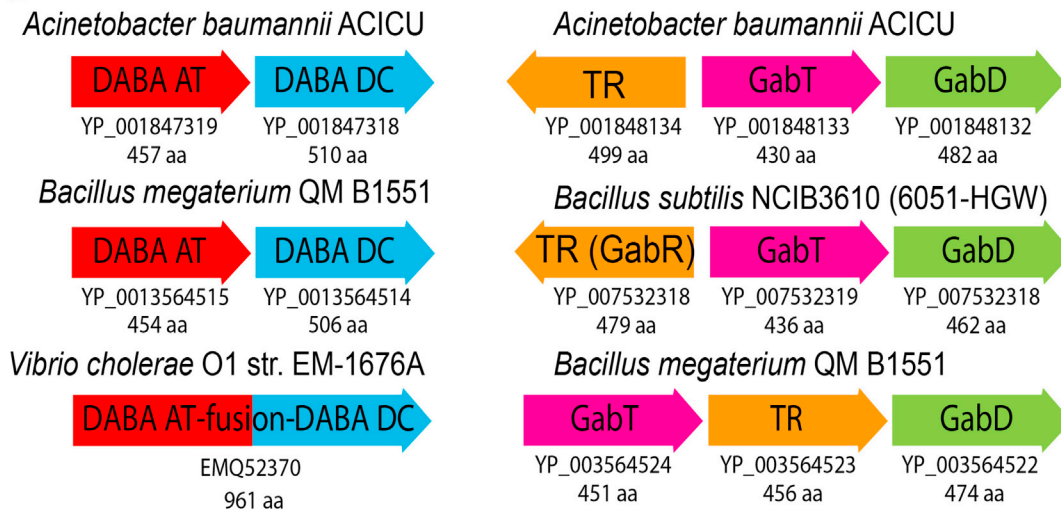 Acinetobacter baumannii ACICU
DABA AT DABA DC
YP_001847319 YP_001847318
457 aa 510 aa
Bacillus megaterium QM B1551
DABA AT DABA DC
YP_0013564515 YP_0013564514
454 aa 506 aa
Vibrio cholerae O1 str. EM-1676A
DABA AT-fusion-DABA DC
EMQ52370
961 aa
Acinetobacter baumannii ACICU
TR GabT GabD
YP_001848134 YP_001848133 YP_001848132
499 aa 430 aa 482 aa
Bacillus subtilis NCIB3610 (6051-HGW)
TR (GabR) GabT GabD
YP_007532318 YP_007532319 YP_007532318
479 aa 436 aa 462 aa
Bacillus megaterium QM B1551
GabT TR GabD
YP_003564524 YP_003564523 YP_003564522
451 aa 456 aa 474 aa